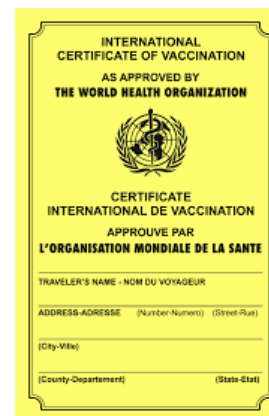 INTERNATIONAL
CERTIFICATE OF VACCINATION
AS APPROVED BY
THE WORLD HEALTH ORGANIZATION
CERTIFICATE
INTERNATIONAL DE VACCINATION
APPROUVE PAR
L'ORGANISATION MONDIALE DE LA SANTE
TRAVELER'S NAME - NOM DU VOYAGEUR
ADDRESS-ADRESSE (Number-Numero) (Street-Rue)
(City-Ville)
(County-Departement) (State-Etat)